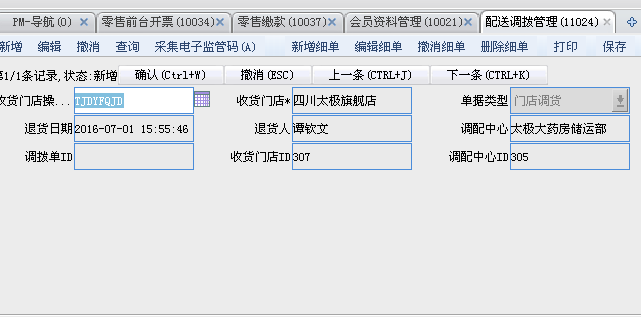 PM-导航(0) 零售前台开票(10034) 零售缴款(10037) 会员资料管理(10021) 配送调拨管理(11024)
新增 编辑 撤消 查询 采集电子监管码(A) 新增细单 编辑细单 撤消细单 删除细单 打印 保存
第1/1条记录,状态:新增 确认(Ctrl+W) 撤消(ESC) 上一条(CTRL+J) 下一条(CTRL+K)
收货门店操... TJDYFQJD 收货门店* 四川太极旗舰店 单据类型 门店调货
退货日期 2016-07-01 15:55:46 退货人 谭钦文 调配中心 太极大药房储运部
调拨单ID 收货门店ID 307 调配中心ID 305